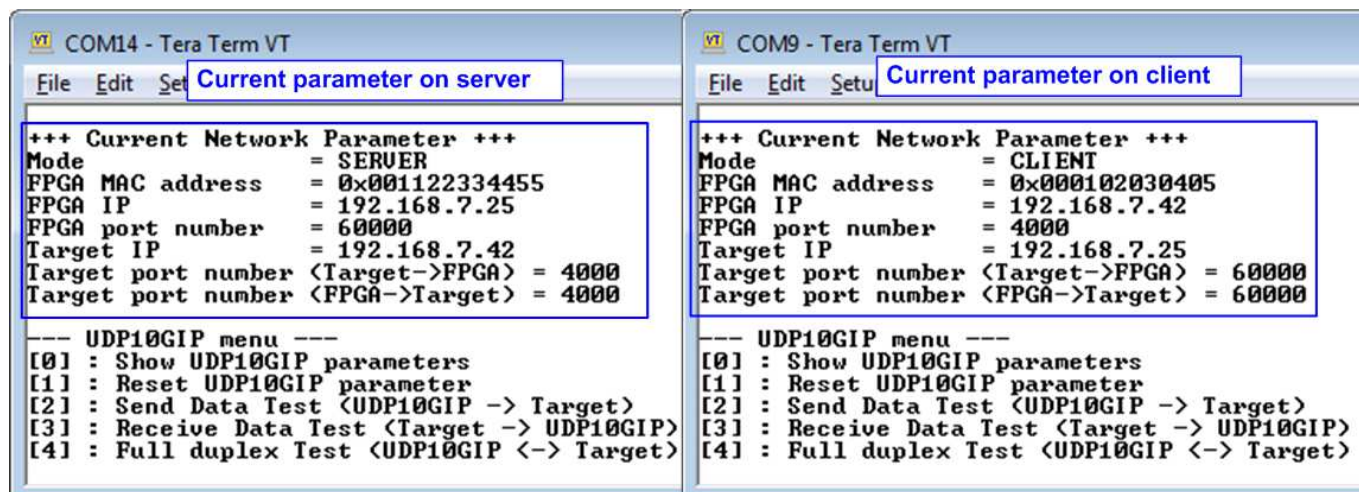 COM14 - Tera Term VT
File Edit Set
Current parameter on server
+++ Current Network Parameter +++
Mode = SERVER
FPGA MAC address = 0x001122334455
FPGA IP = 192.168.7.25
FPGA port number = 60000
Target IP = 192.168.7.42
Target port number (Target->FPGA) = 4000
Target port number (FPGA->Target) = 4000
--- UDP10GIP menu ---
[0] : Show UDP10GIP parameters
[1] : Reset UDP10GIP parameter
[2] : Send Data Test (UDP10GIP -> Target)
[3] : Receive Data Test (Target -> UDP10GIP)
[4] : Full duplex Test (UDP10GIP <-> Target)
COM9 - Tera Term VT
File Edit Setu
Current parameter on client
+++ Current Network Parameter +++
Mode = CLIENT
FPGA MAC address = 0x000102030405
FPGA IP = 192.168.7.42
FPGA port number = 4000
Target IP = 192.168.7.25
Target port number (Target->FPGA) = 60000
Target port number (FPGA->Target) = 60000
--- UDP10GIP menu ---
[0] : Show UDP10GIP parameters
[1] : Reset UDP10GIP parameter
[2] : Send Data Test (UDP10GIP -> Target)
[3] : Receive Data Test (Target -> UDP10GIP)
[4] : Full duplex Test (UDP10GIP <-> Target)